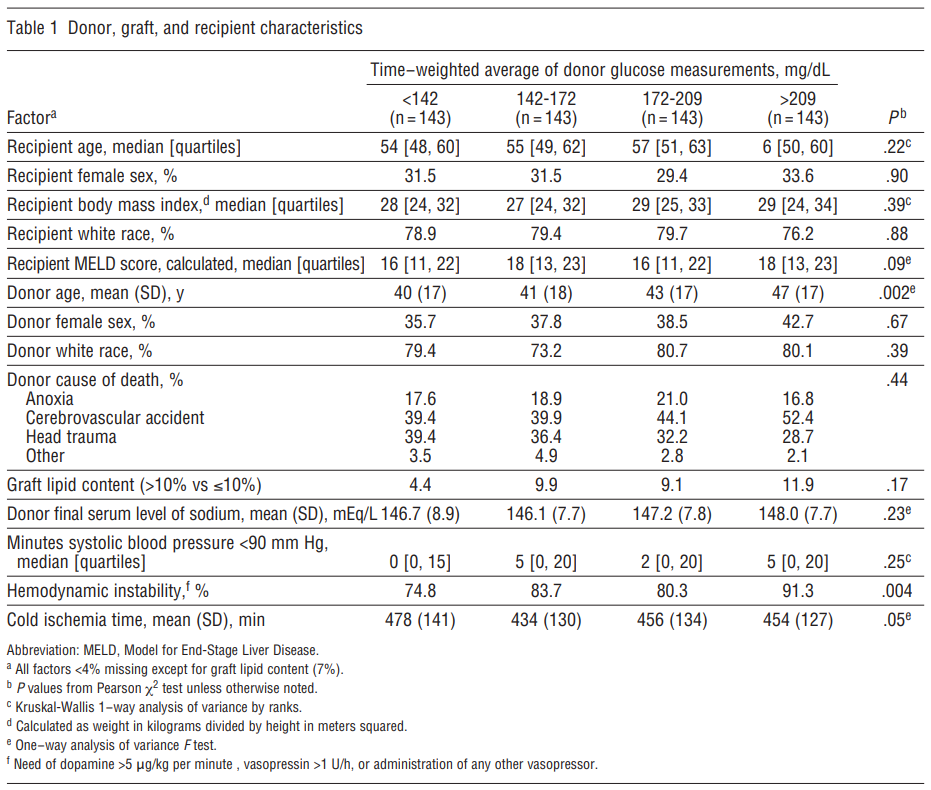 Table 1 Donor, graft, and recipient characteristics
Time–weighted average of donor glucose measurements, mg/dL
<142 142-172 172-209 >209
Factorᵃ (n=143) (n=143) (n=143) (n=143) Pᵇ
Recipient age, median [quartiles] 54 [48, 60] 55 [49, 62] 57 [51, 63] 6 [50, 60] .22ᶜ
Recipient female sex, % 31.5 31.5 29.4 33.6 .90
Recipient body mass index,ᵈ median [quartiles] 28 [24, 32] 27 [24, 32] 29 [25, 33] 29 [24, 34] .39ᶜ
Recipient white race, % 78.9 79.4 79.7 76.2 .88
Recipient MELD score, calculated, median [quartiles] 16 [11, 22] 18 [13, 23] 16 [11, 22] 18 [13, 23] .09ᵉ
Donor age, mean (SD), y 40 (17) 41 (18) 43 (17) 47 (17) .002ᵉ
Donor female sex, % 35.7 37.8 38.5 42.7 .67
Donor white race, % 79.4 73.2 80.7 80.1 .39
Donor cause of death, % .44
Anoxia 17.6 18.9 21.0 16.8
Cerebrovascular accident 39.4 39.9 44.1 52.4
Head trauma 39.4 36.4 32.2 28.7
Other 3.5 4.9 2.8 2.1
Graft lipid content (>10% vs ≤10%) 4.4 9.9 9.1 11.9 .17
Donor final serum level of sodium, mean (SD), mEq/L 146.7 (8.9) 146.1 (7.7) 147.2 (7.8) 148.0 (7.7) .23ᵉ
Minutes systolic blood pressure <90 mm Hg,
median [quartiles] 0 [0, 15] 5 [0, 20] 2 [0, 20] 5 [0, 20] .25ᶜ
Hemodynamic instability,ᶠ % 74.8 83.7 80.3 91.3 .004
Cold ischemia time, mean (SD), min 478 (141) 434 (130) 456 (134) 454 (127) .05ᵉ
Abbreviation: MELD, Model for End-Stage Liver Disease.
ᵃ All factors <4% missing except for graft lipid content (7%).
ᵇ P values from Pearson χ² test unless otherwise noted.
ᶜ Kruskal-Wallis 1–way analysis of variance by ranks.
ᵈ Calculated as weight in kilograms divided by height in meters squared.
ᵉ One–way analysis of variance F test.
ᶠ Need of dopamine >5 µg/kg per minute , vasopressin >1 U/h, or administration of any other vasopressor.